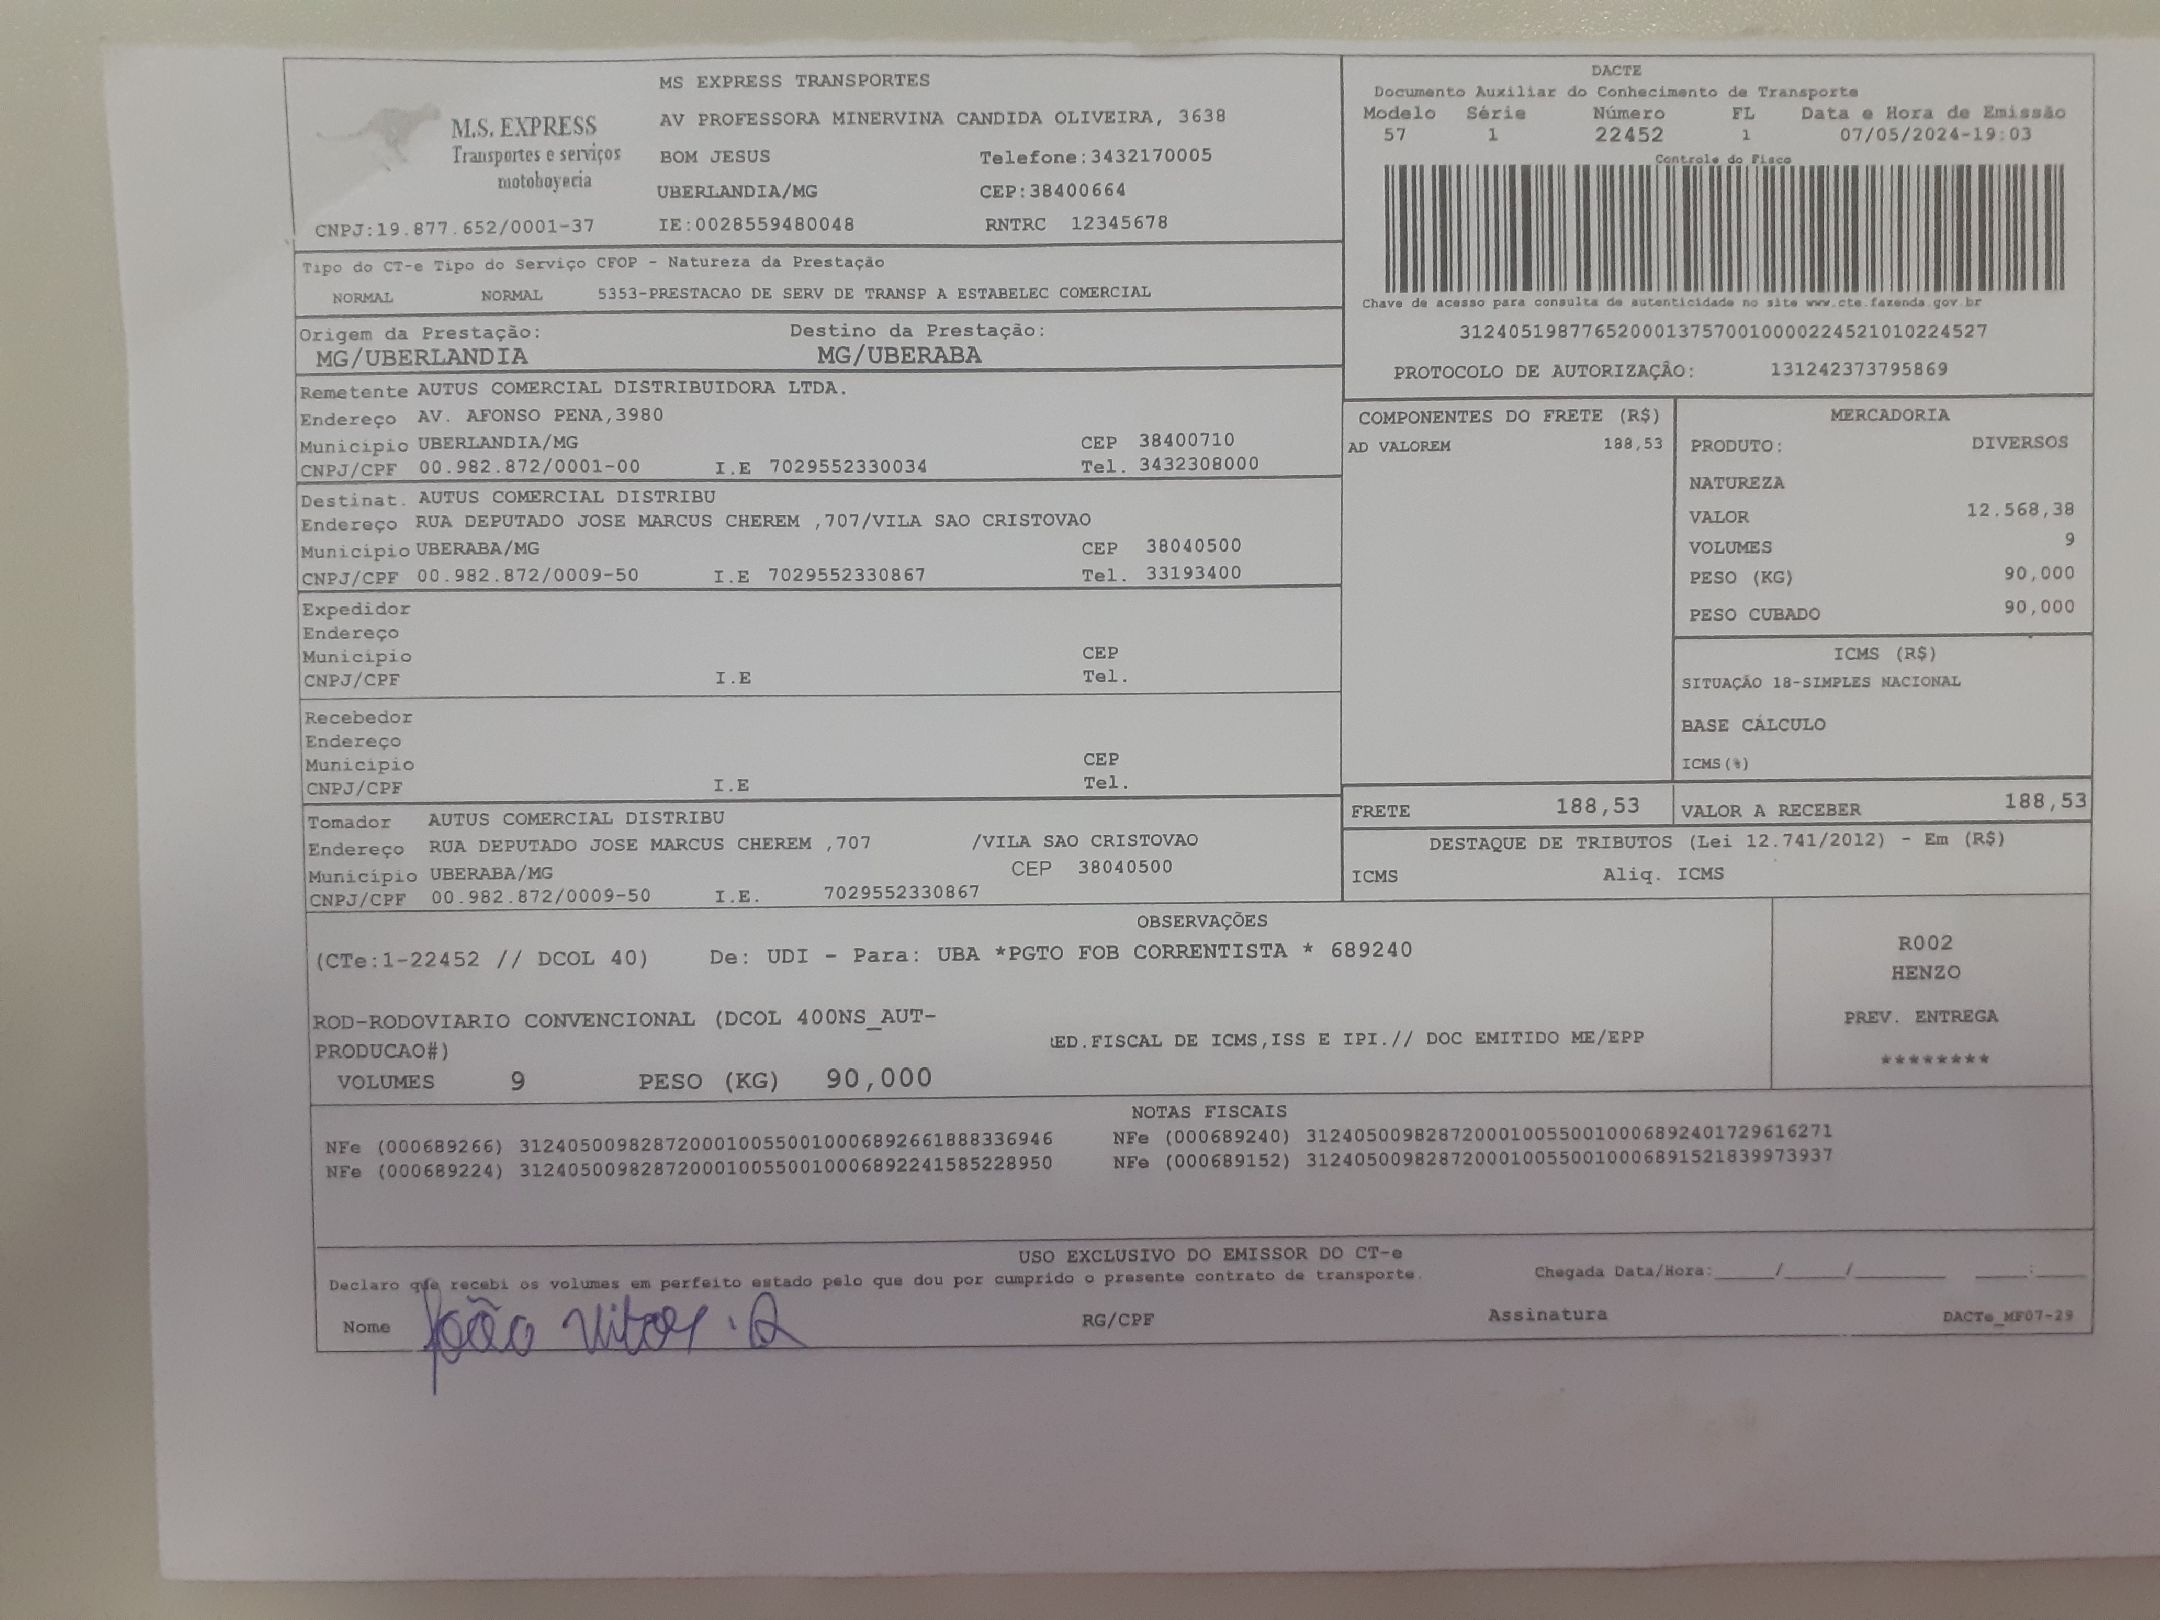 M.S. EXPRESS
Transportes e serviços
motoboyecia
CNPJ:19.877.652/0001-37
MS EXPRESS TRANSPORTES
AV PROFESSORA MINERVINA CANDIDA OLIVEIRA, 3638
BOM JESUS Telefone:3432170005
UBERLANDIA/MG CEP:38400664
IE:0028559480048 RNTRC 12345678
DACTE
Documento Auxiliar do Conhecimento de Transporte
Modelo Série Número FL Data e Hora de Emissão
57 1 22452 1 07/05/2024-19:03
Controle do Fisco
Chave de acesso para consulta de autenticidade no site www.cte.fazenda.gov.br
31240519877652000137570010000224521010224527
PROTOCOLO DE AUTORIZAÇÃO: 131242373795869
Tipo do CT-e Tipo do Serviço CFOP - Natureza da Prestação
NORMAL NORMAL 5353-PRESTACAO DE SERV DE TRANSP A ESTABELEC COMERCIAL
Origem da Prestação: Destino da Prestação:
MG/UBERLANDIA MG/UBERABA
Remetente AUTUS COMERCIAL DISTRIBUIDORA LTDA.
Endereço AV. AFONSO PENA,3980
Município UBERLANDIA/MG CEP 38400710
CNPJ/CPF 00.982.872/0001-00 I.E 7029552330034 Tel. 3432308000
Destinat. AUTUS COMERCIAL DISTRIBU
Endereço RUA DEPUTADO JOSE MARCUS CHEREM ,707/VILA SAO CRISTOVAO
Município UBERABA/MG CEP 38040500
CNPJ/CPF 00.982.872/0009-50 I.E 7029552330867 Tel. 33193400
Expedidor
Endereço
Município CEP
CNPJ/CPF I.E Tel.
Recebedor
Endereço
Município CEP
CNPJ/CPF I.E Tel.
Tomador AUTUS COMERCIAL DISTRIBU
Endereço RUA DEPUTADO JOSE MARCUS CHEREM ,707 /VILA SAO CRISTOVAO
Município UBERABA/MG CEP 38040500
CNPJ/CPF 00.982.872/0009-50 I.E. 7029552330867
COMPONENTES DO FRETE (R$)
AD VALOREM 188,53
MERCADORIA
PRODUTO: DIVERSOS
NATUREZA
VALOR 12.568,38
VOLUMES 9
PESO (KG) 90,000
PESO CUBADO 90,000
ICMS (R$)
SITUAÇÃO 18-SIMPLES NACIONAL
BASE CÁLCULO
ICMS(%)
FRETE 188,53 VALOR A RECEBER 188,53
DESTAQUE DE TRIBUTOS (Lei 12.741/2012) - Em (R$)
ICMS Aliq. ICMS
OBSERVAÇÕES
(CTe:1-22452 // DCOL 40) De: UDI - Para: UBA *PGTO FOB CORRENTISTA * 689240
ROD-RODOVIARIO CONVENCIONAL (DCOL 400NS_AUT-
PRODUCAO#) ED.FISCAL DE ICMS,ISS E IPI.// DOC EMITIDO ME/EPP
VOLUMES 9 PESO (KG) 90,000
R002
HENZO
PREV. ENTREGA
********
NOTAS FISCAIS
NFe (000689266) 31240500982872000100550010006892661888336946 NFe (000689240) 31240500982872000100550010006892401729616271
NFe (000689224) 31240500982872000100550010006892241585228950 NFe (000689152) 31240500982872000100550010006891521839973937
USO EXCLUSIVO DO EMISSOR DO CT-e
Declaro que recebi os volumes em perfeito estado pelo que dou por cumprido o presente contrato de transporte. Chegada Data/Hora:_____/_____/________ _____:_____
Nome João Vitor . A RG/CPF Assinatura DACTe_MF07-29